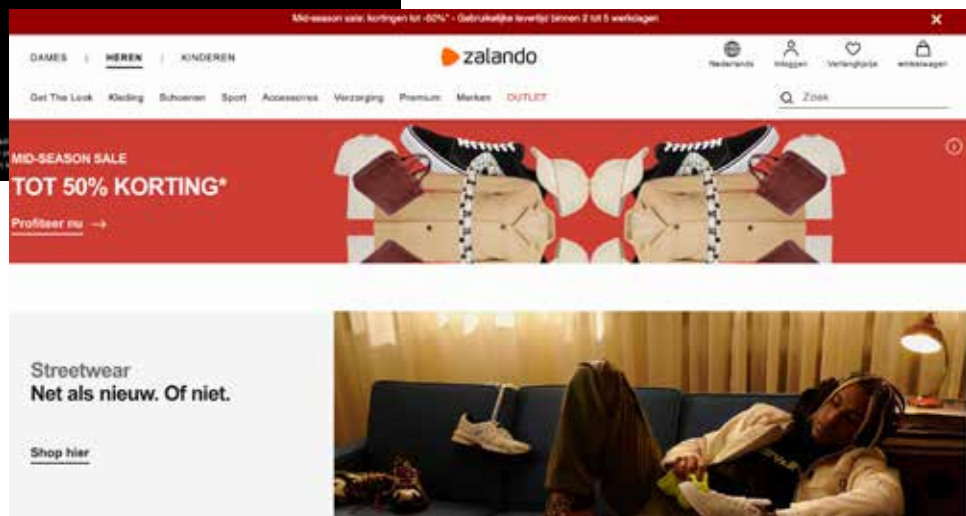 Mid-season sale: kortingen tot -50%* - Gebruikelijke levertijd binnen 2 tot 5 werkdagen
DAMES | HEREN | KINDEREN
zalando
Nederlands Inloggen Verlanglijstje winkelwagen
Get The Look Kleding Schoenen Sport Accessoires Verzorging Premium Merken OUTLET
Zoek
MID-SEASON SALE
TOT 50% KORTING*
Profiteer nu →
Streetwear
Net als nieuw. Of niet.
Shop hier